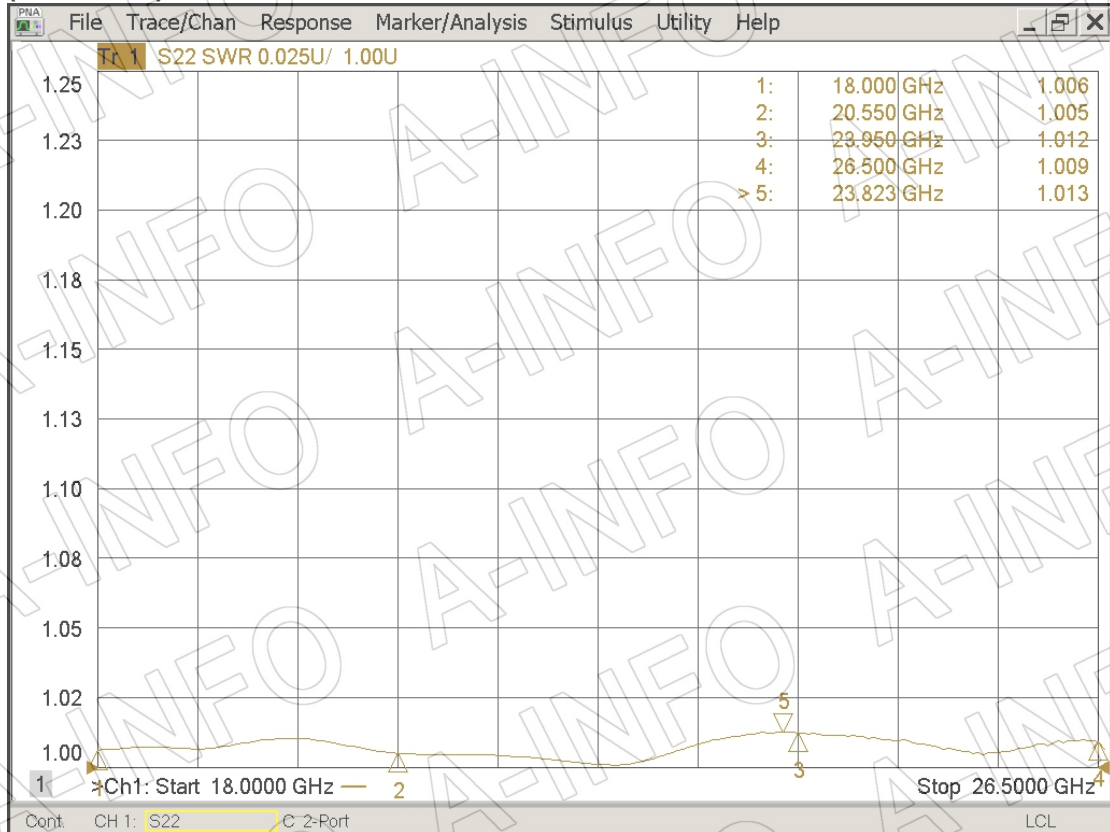 PNA
File Trace/Chan Response Marker/Analysis Stimulus Utility Help
Tr 1 S22 SWR 0.025U/ 1.00U
1.25
1.23
1.20
1.18
1.15
1.13
1.10
1.08
1.05
1.02
1.00
1: 18.000 GHz 1.006
2: 20.550 GHz 1.005
3: 23.950 GHz 1.012
4: 26.500 GHz 1.009
> 5: 23.823 GHz 1.013
5
1
2
3
4
1 >Ch1: Start 18.0000 GHz — Stop 26.5000 GHz
Cont. CH 1: S22 C 2-Port LCL
A-INFO
A-INFO
A-INFO
A-INFO
A-INFO
A-INFO
A-INFO
A-INFO
A-INFO